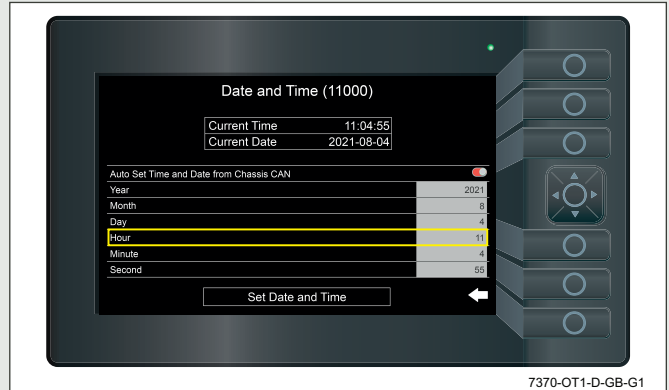 Date and Time (11000)
Current Time 11:04:55
Current Date 2021-08-04
Auto Set Time and Date from Chassis CAN
Year 2021
Month 8
Day 4
Hour 11
Minute 4
Second 55
Set Date and Time
7370-OT1-D-GB-G1